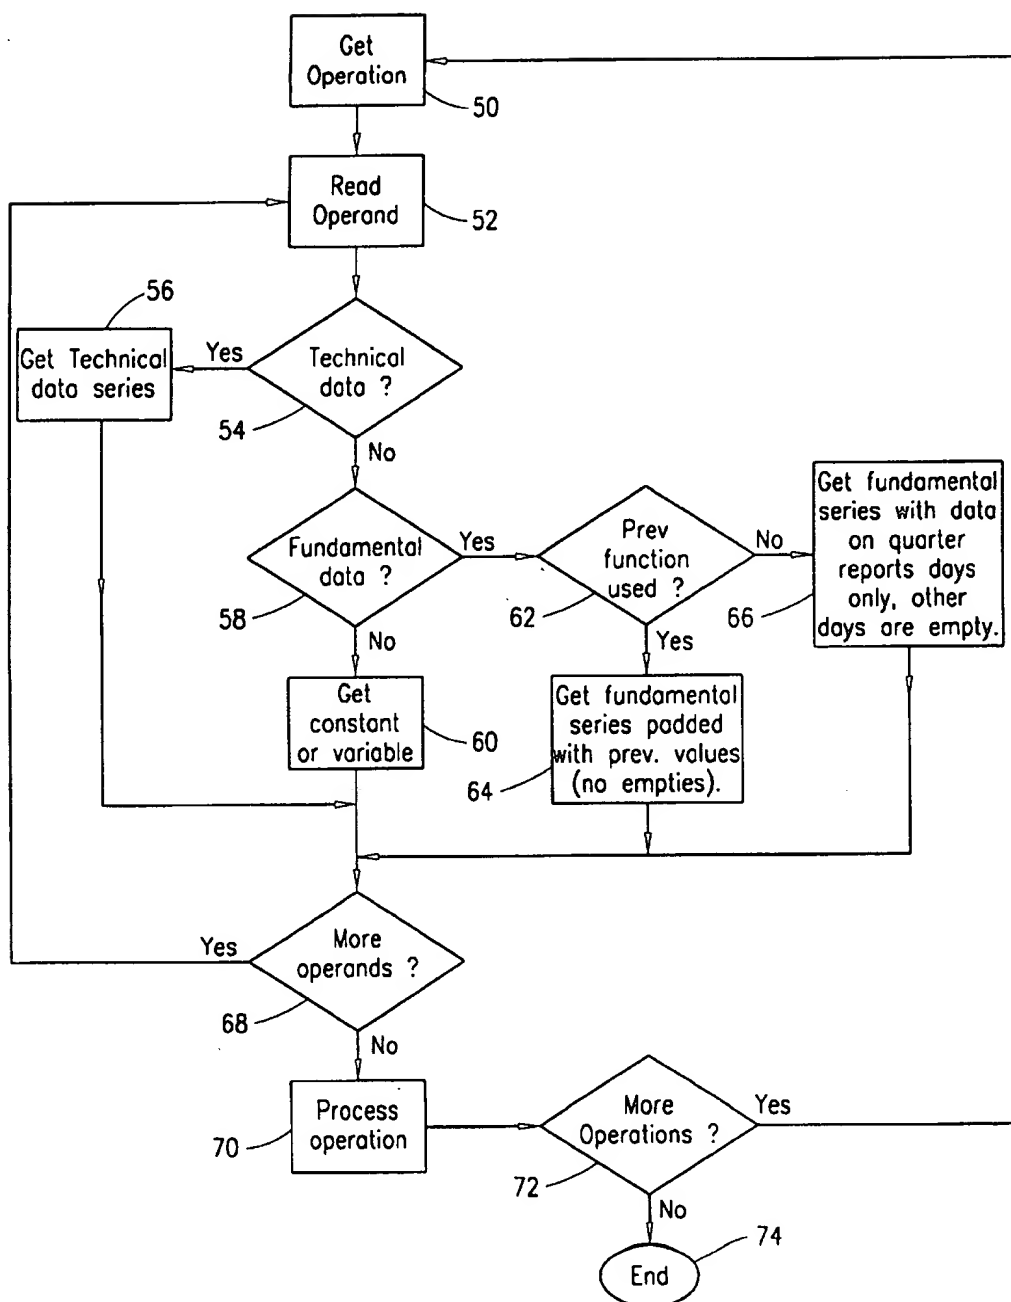 Get
Operation
50
Read
Operand
52
56
Get Technical
data series
Yes
Technical
data ?
54
No
Fundamental
data ?
58
Yes
Prev
function
used ?
62
No
Get fundamental
series with data
on quarter
reports days
only, other
days are empty.
66
No
Yes
Get
constant
or variable
60
Get fundamental
series padded
with prev. values
(no empties).
64
Yes
More
operands ?
68
No
Process
operation
70
More
Operations ?
Yes
72
No
74
End